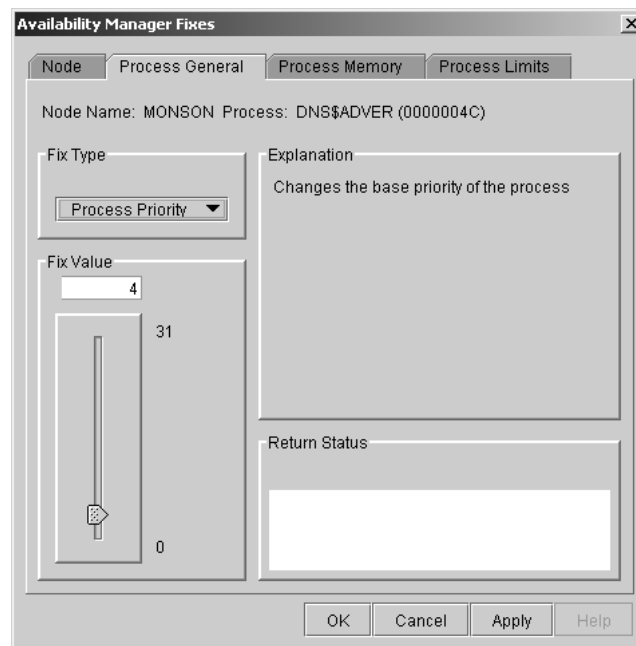 Availability Manager Fixes
Node
Process General
Process Memory
Process Limits
Node Name: MONSON Process: DNS$ADVER (0000004C)
Fix Type
Process Priority
Explanation
Changes the base priority of the process
Fix Value
4
31
0
Return Status
OK
Cancel
Apply
Help